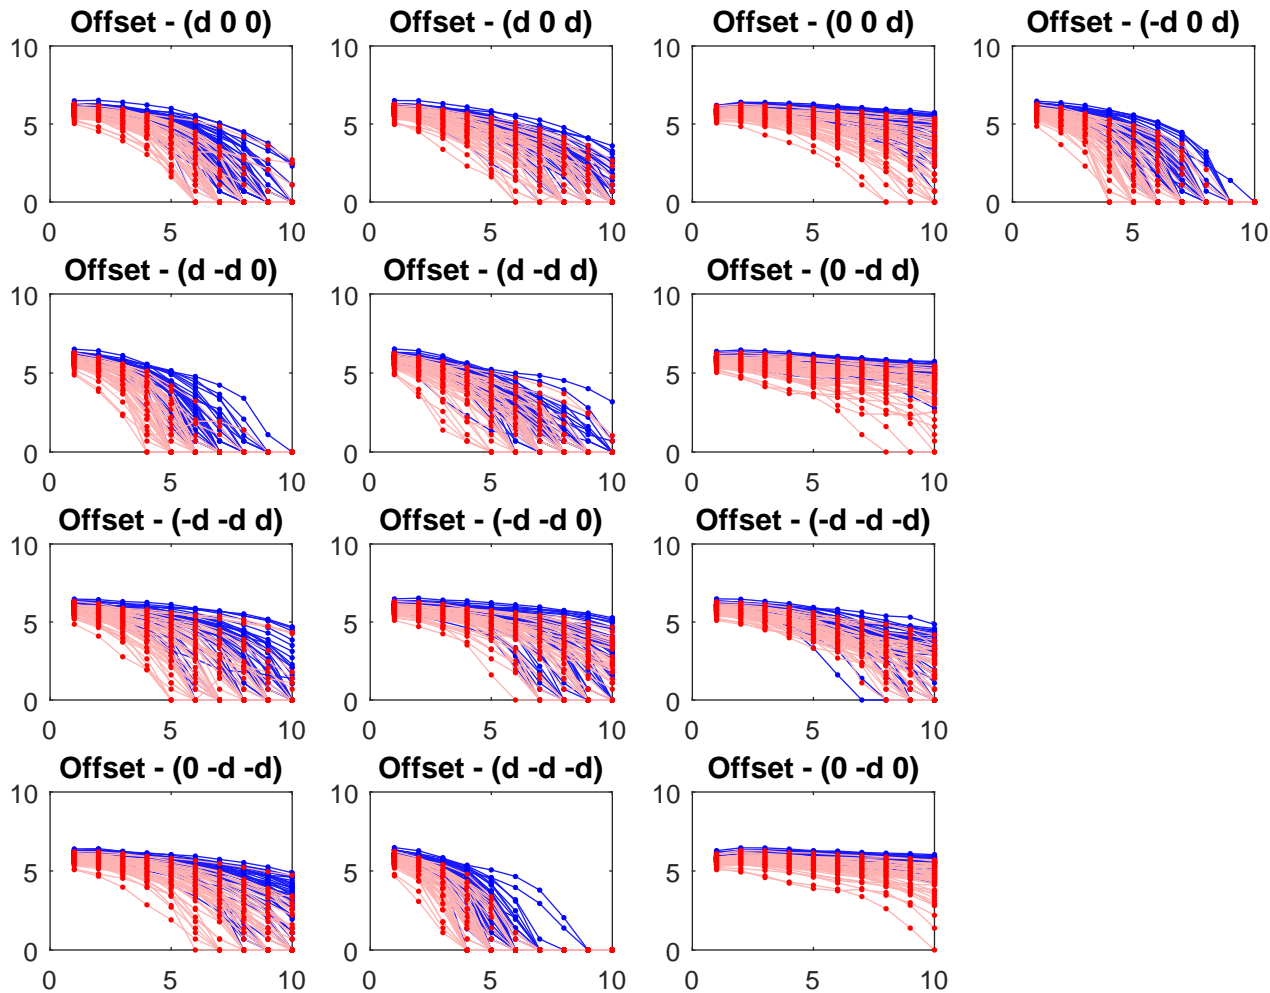 Offset - (d 0 0)
Offset - (d 0 d)
Offset - (0 0 d)
Offset - (-d 0 d)
10
5
0
0 5 10
10
5
0
0 5 10
10
5
0
0 5 10
10
5
0
0 5 10
Offset - (d -d 0)
Offset - (d -d d)
Offset - (0 -d d)
10
5
0
0 5 10
10
5
0
0 5 10
10
5
0
0 5 10
Offset - (-d -d d)
Offset - (-d -d 0)
Offset - (-d -d -d)
10
5
0
0 5 10
10
5
0
0 5 10
10
5
0
0 5 10
Offset - (0 -d -d)
Offset - (d -d -d)
Offset - (0 -d 0)
10
5
0
0 5 10
10
5
0
0 5 10
10
5
0
0 5 10